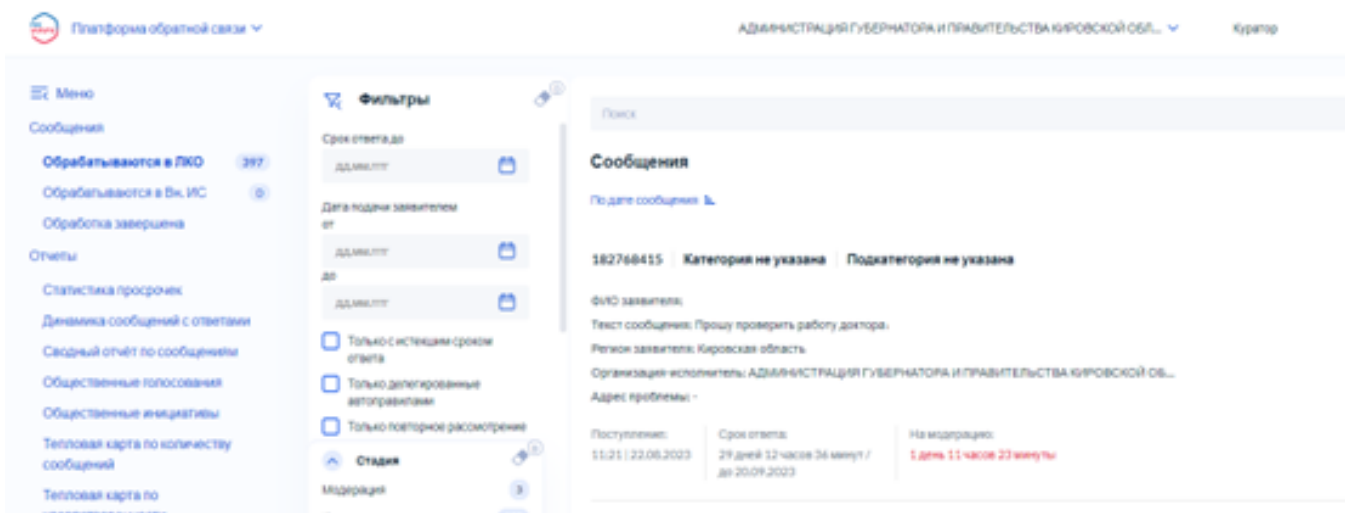 Платформа обратной связи
АДМИНИСТРАЦИЯ ГУБЕРНАТОРА И ПРАВИТЕЛЬСТВА КИРОВСКОЙ ОБЛ...
Куратор
Меню
Сообщения
Обрабатываются в ЛКО 397
Обрабатываются в Вн. ИС 0
Обработка завершена
Отчеты
Статистика просрочек
Динамика сообщений с ответами
Сводный отчёт по сообщениям
Общественные голосования
Общественные инициативы
Тепловая карта по количеству
сообщений
Тепловая карта по
Фильтры
Срок ответа до
дд.мм.гггг
Дата подачи заявителем
от
дд.мм.гггг
до
дд.мм.гггг
Только с истекшим сроком
ответа
Только делегированные
автоправилами
Только повторное рассмотрение
Стадия
Модерация 3
Поиск
Сообщения
По дате сообщения
182768415 Категория не указана Подкатегория не указана
ФИО заявителя:
Текст сообщения: Прошу проверить работу доктора.
Регион заявителя: Кировская область
Организация-исполнитель: АДМИНИСТРАЦИЯ ГУБЕРНАТОРА И ПРАВИТЕЛЬСТВА КИРОВСКОЙ ОБ...
Адрес проблемы: -
Поступление:
11:21 | 22.08.2023
Срок ответа:
29 дней 12 часов 36 минут /
до 20.09.2023
На модерацию:
1 день 11 часов 23 минуты